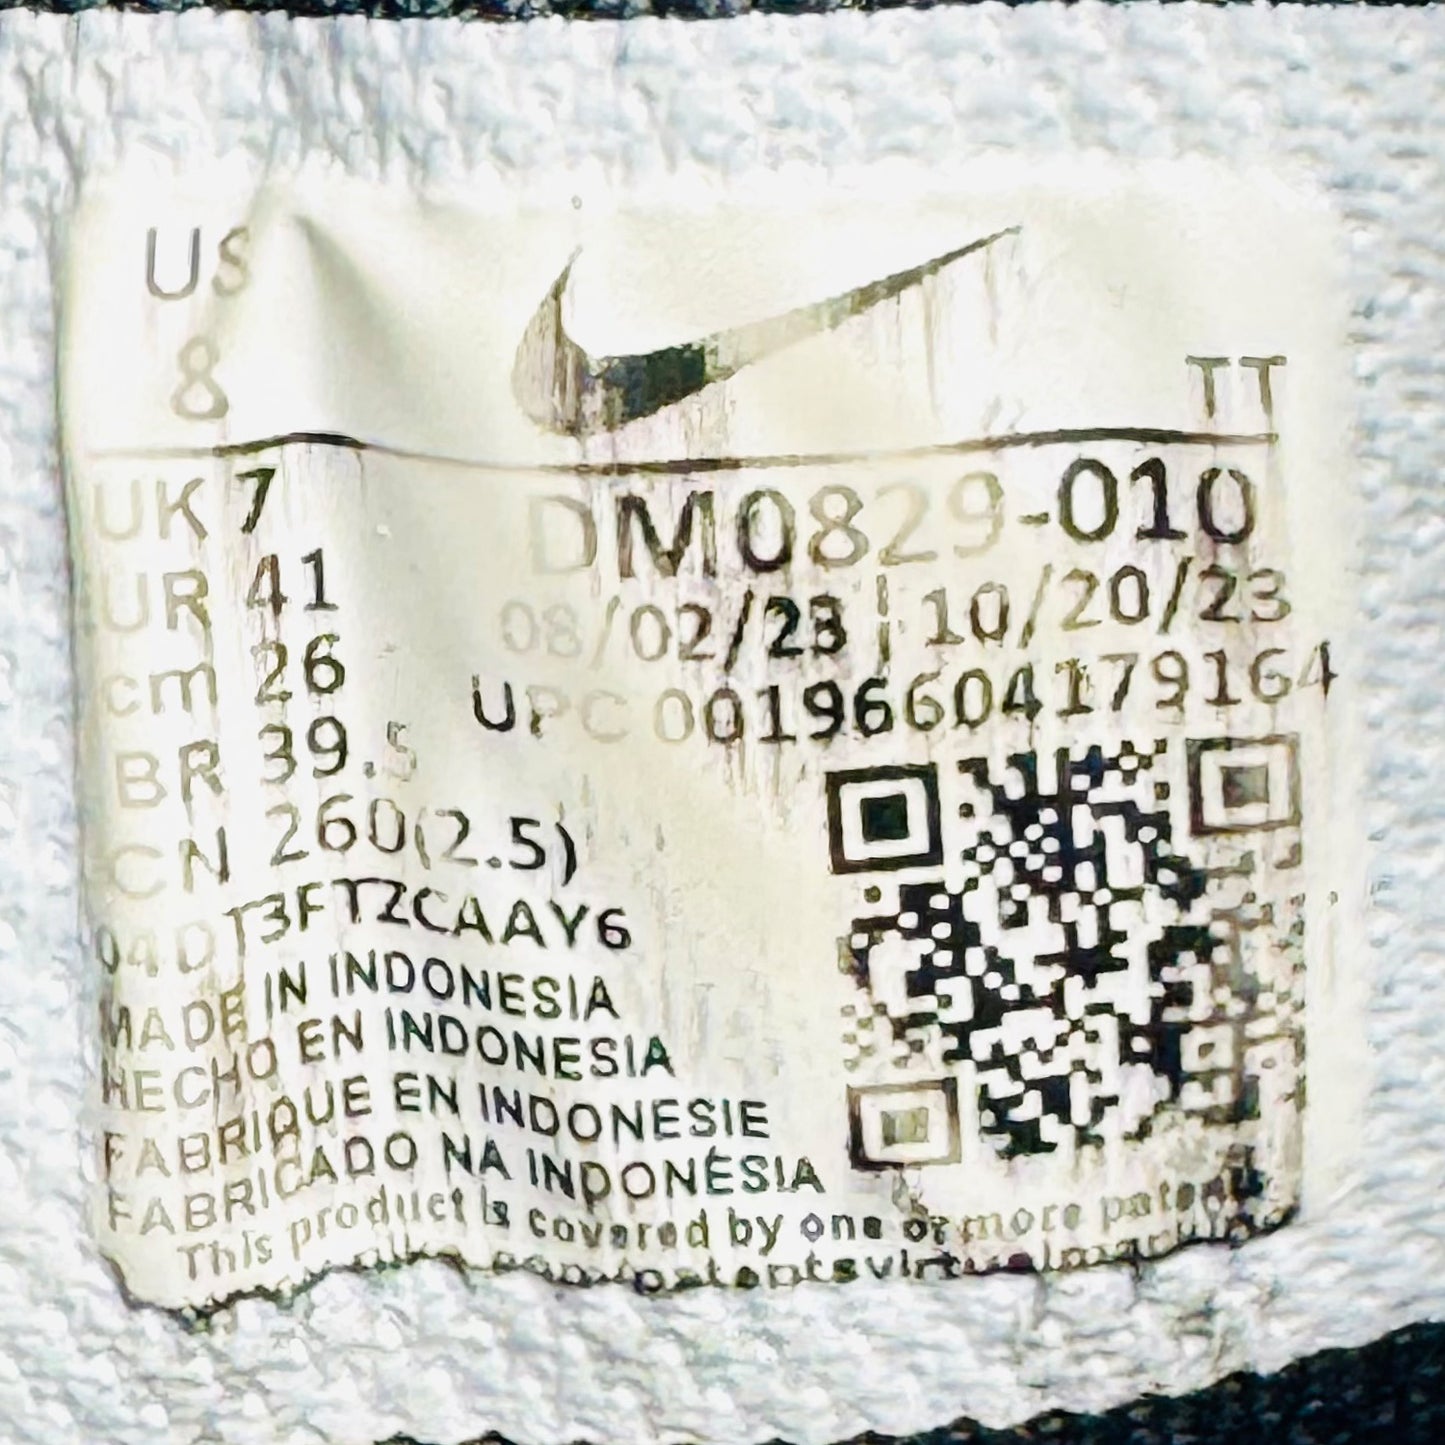 US
8
TT
UK 7
UR 41
cm 26
BR 39.5
CN 260(2.5)
DM0829-010
08/02/23 | 10/20/23
UPC 00196604179164
04DT3FTZCAAY6
MADE IN INDONESIA
HECHO EN INDONESIA
FABRIQUE EN INDONESIE
FABRICADO NA INDONÉSIA
This product is covered by one or more patents